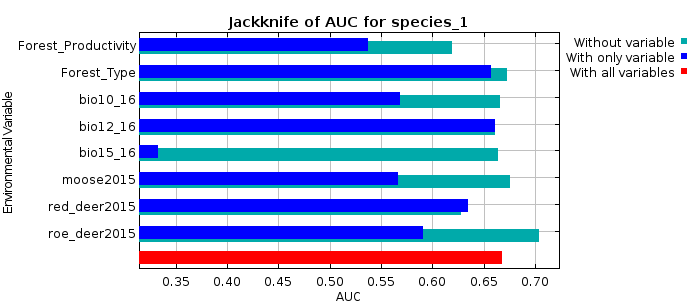 Jackknife of AUC for species_1
Environmental Variable
Forest_Productivity
Forest_Type
bio10_16
bio12_16
bio15_16
moose2015
red_deer2015
roe_deer2015
Without variable
With only variable
With all variables
0.35 0.40 0.45 0.50 0.55 0.60 0.65 0.70
AUC